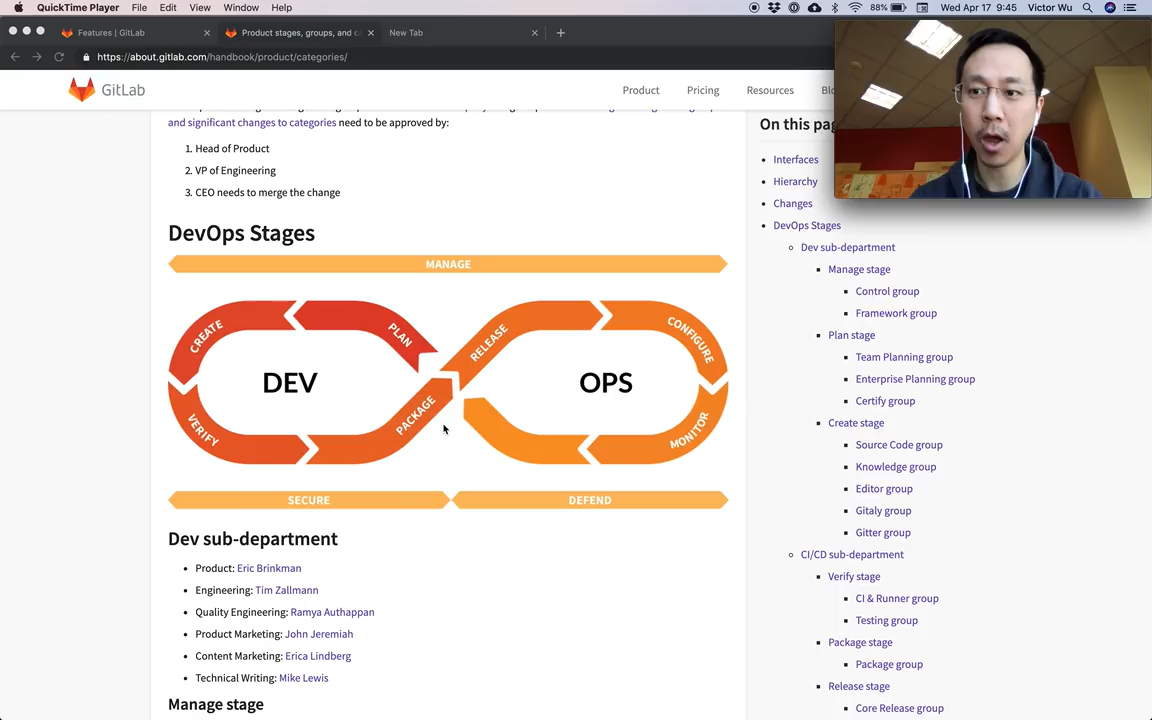 QuickTime Player File Edit View Window Help 88% Wed Apr 17 9:45 Victor Wu
Features | GitLab Product stages, groups, and c New Tab
https://about.gitlab.com/handbook/product/categories/
GitLab Product Pricing Resources
and significant changes to categories need to be approved by:
1. Head of Product
2. VP of Engineering
3. CEO needs to merge the change
DevOps Stages
MANAGE
CREATE
PLAN
RELEASE
CONFIGURE
DEV
OPS
VERIFY
PACKAGE
MONITOR
SECURE
DEFEND
Dev sub-department
Product: Eric Brinkman
Engineering: Tim Zallmann
Quality Engineering: Ramya Authappan
Product Marketing: John Jeremiah
Content Marketing: Erica Lindberg
Technical Writing: Mike Lewis
Manage stage
On this pag
Interfaces
Hierarchy
Changes
DevOps Stages
Dev sub-department
Manage stage
Control group
Framework group
Plan stage
Team Planning group
Enterprise Planning group
Certify group
Create stage
Source Code group
Knowledge group
Editor group
Gitaly group
Gitter group
CI/CD sub-department
Verify stage
CI & Runner group
Testing group
Package stage
Package group
Release stage
Core Release group